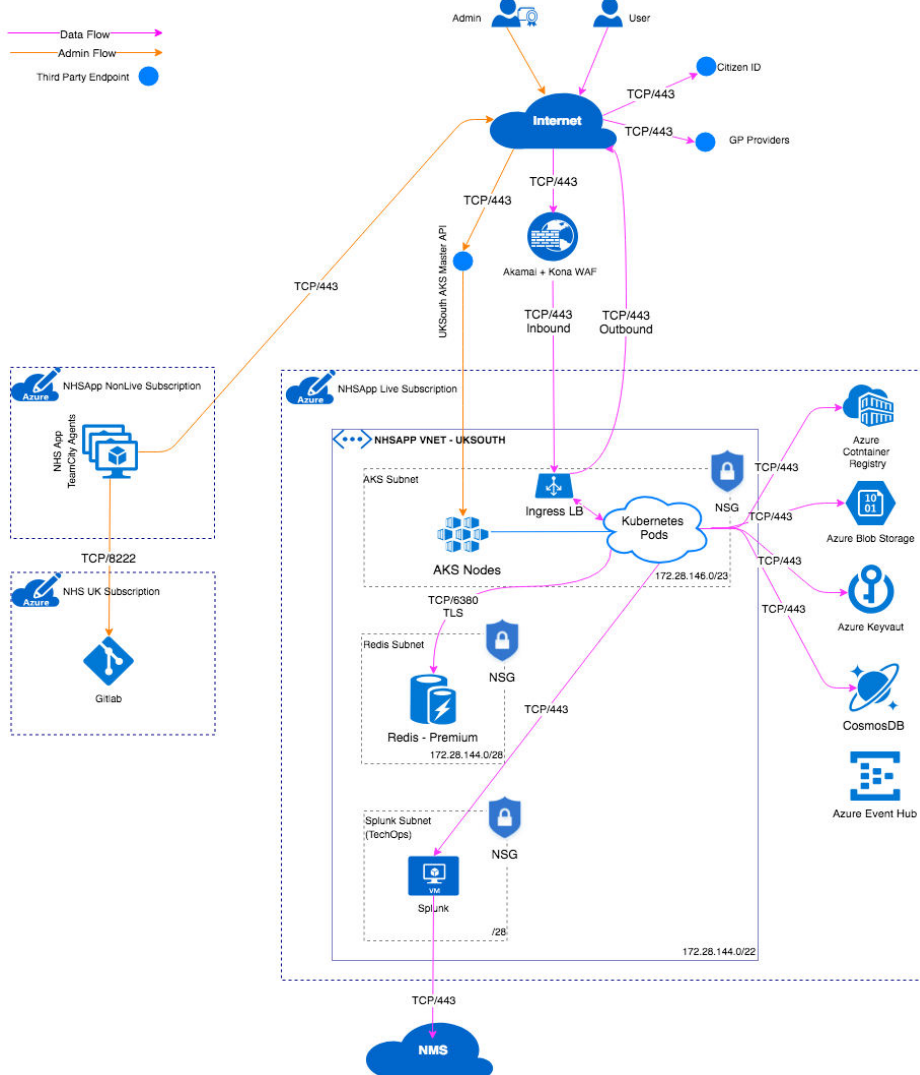 Admin
User
Data Flow
Admin Flow
Third Party Endpoint
Citizen ID
TCP/443
Internet
TCP/443
GP Providers
TCP/443
TCP/443
UKSouth AKS Master API
Akamai + Kona WAF
TCP/443
TCP/443
Inbound
TCP/443
Outbound
NHSApp NonLive Subscription
Azure
NHS App
TeamCity Agents
TCP/8222
NHS UK Subscription
Azure
Gitlab
NHSApp Live Subscription
Azure
NHSAPP VNET - UKSOUTH
AKS Subnet
Ingress LB
NSG
Kubernetes
Pods
AKS Nodes
172.28.146.0/23
TCP/6380
TLS
Redis Subnet
NSG
Redis - Premium
172.28.144.0/28
TCP/443
Splunk Subnet
(TechOps)
NSG
VM
Splunk
/28
172.28.144.0/22
TCP/443
Azure
Cotntainer
Registry
TCP/443
10
01
Azure Blob Storage
TCP/443
Azure Keyvaut
TCP/443
CosmosDB
Azure Event Hub
TCP/443
NMS